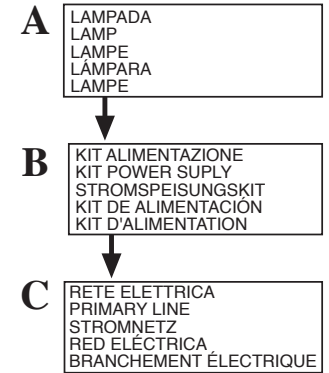 A
LAMPADA
LAMP
LAMPE
LÁMPARA
LAMPE
B
KIT ALIMENTAZIONE
KIT POWER SUPLY
STROMSPEISUNGSKIT
KIT DE ALIMENTACIÓN
KIT D'ALIMENTATION
C
RETE ELETTRICA
PRIMARY LINE
STROMNETZ
RED ELÉCTRICA
BRANCHEMENT ÉLECTRIQUE